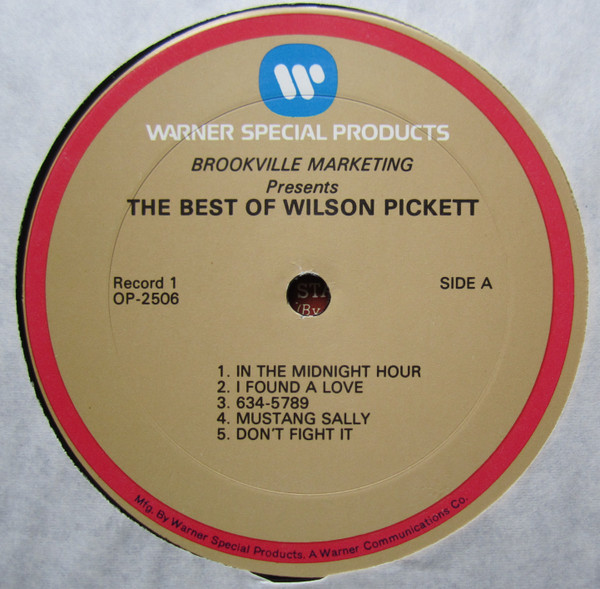 WARNER SPECIAL PRODUCTS
BROOKVILLE MARKETING
Presents
THE BEST OF WILSON PICKETT
Record 1
OP-2506
SIDE A
STA
(By
1. IN THE MIDNIGHT HOUR
2. I FOUND A LOVE
3. 634-5789
4. MUSTANG SALLY
5. DON'T FIGHT IT
Mfg. By Warner Special Products. A Warner Communications Co.